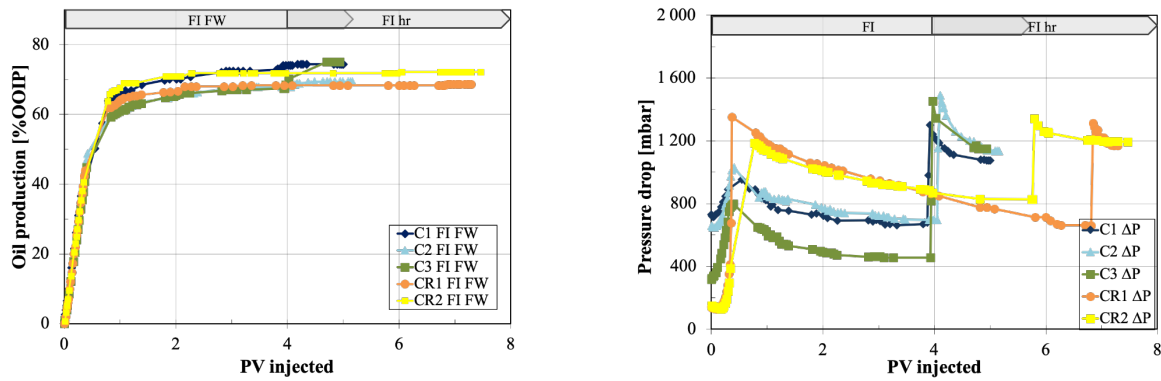 FI FW
FI hr
80
60
40
20
0
Oil production [%OOIP]
C1 FI FW
C2 FI FW
C3 FI FW
CR1 FI FW
CR2 FI FW
0 2 4 6 8
PV injected
FI
FI hr
2 000
1 600
1200
800
400
0
Pressure drop [mbar]
C1 ΔP
C2 ΔP
C3 ΔP
CR1 ΔP
CR2 ΔP
0 2 4 6 8
PV injected